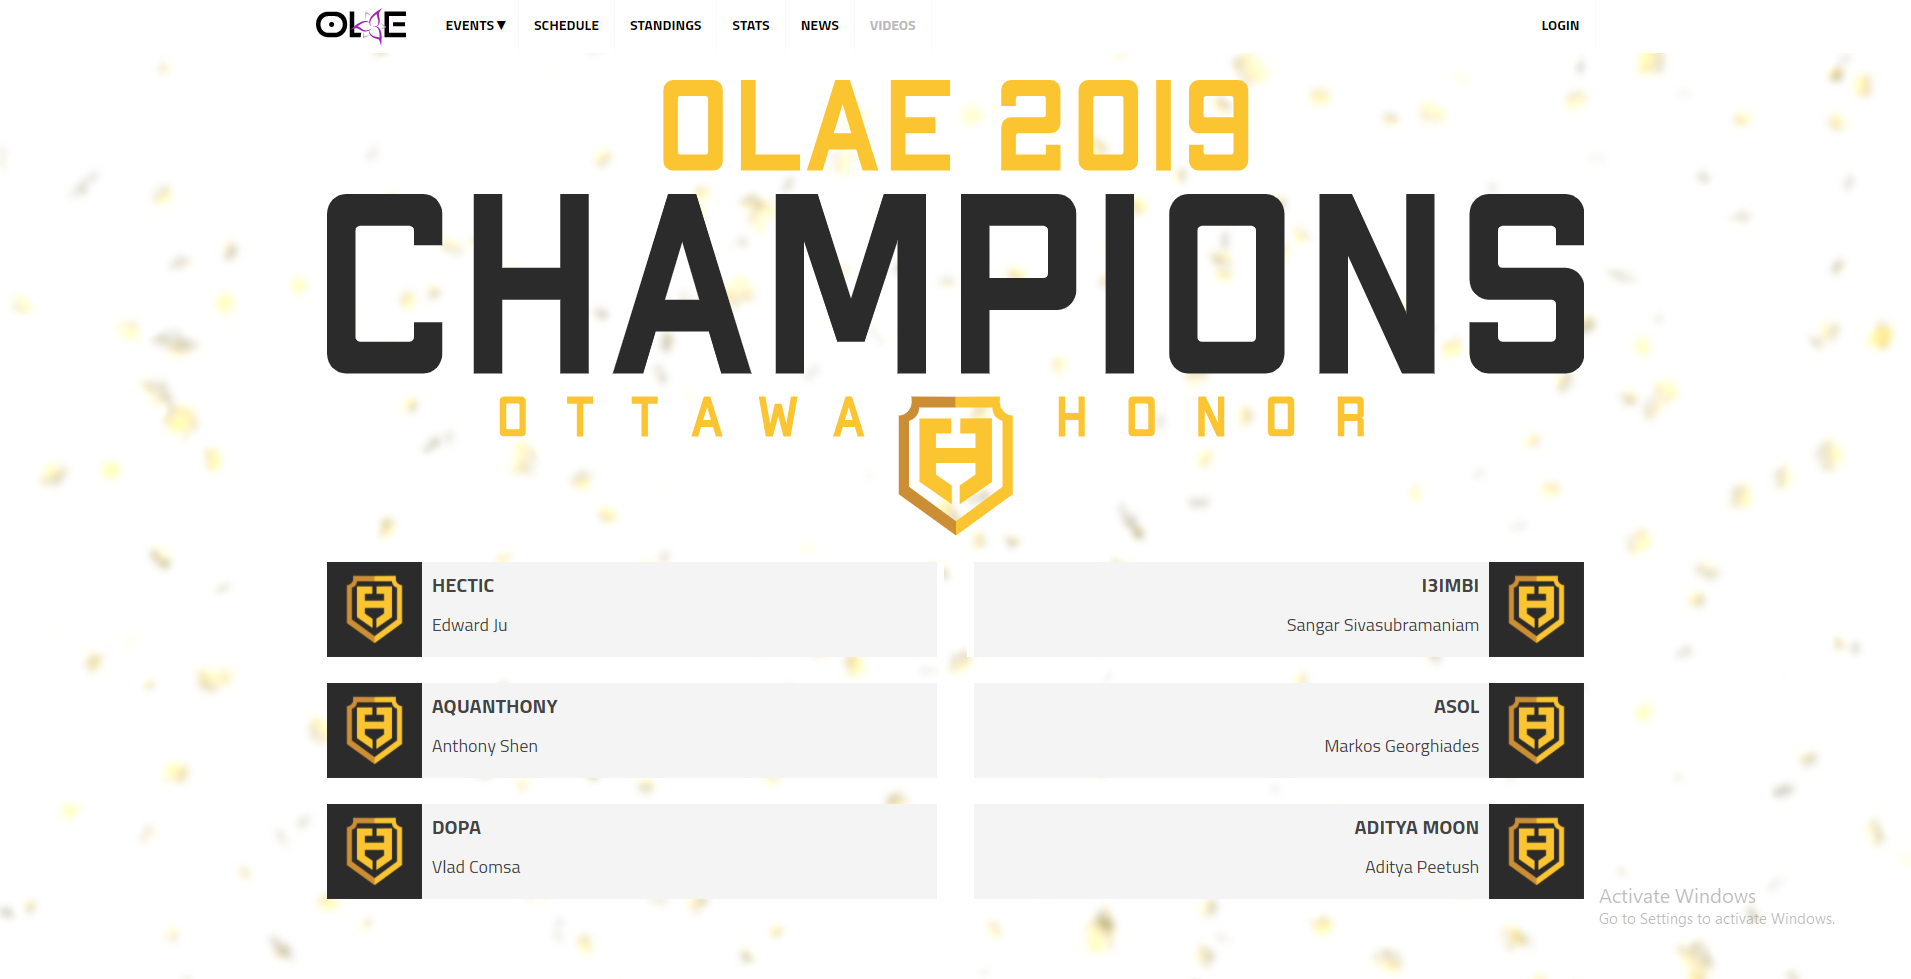 OLAE
EVENTS ▼ SCHEDULE STANDINGS STATS NEWS VIDEOS LOGIN
OLAE 2019
CHAMPIONS
OTTAWA HONOR
HECTIC
Edward Ju
I3IMBI
Sangar Sivasubramaniam
AQUANTHONY
Anthony Shen
ASOL
Markos Georghiades
DOPA
Vlad Comsa
ADITYA MOON
Aditya Peetush
Activate Windows
Go to Settings to activate Windows.